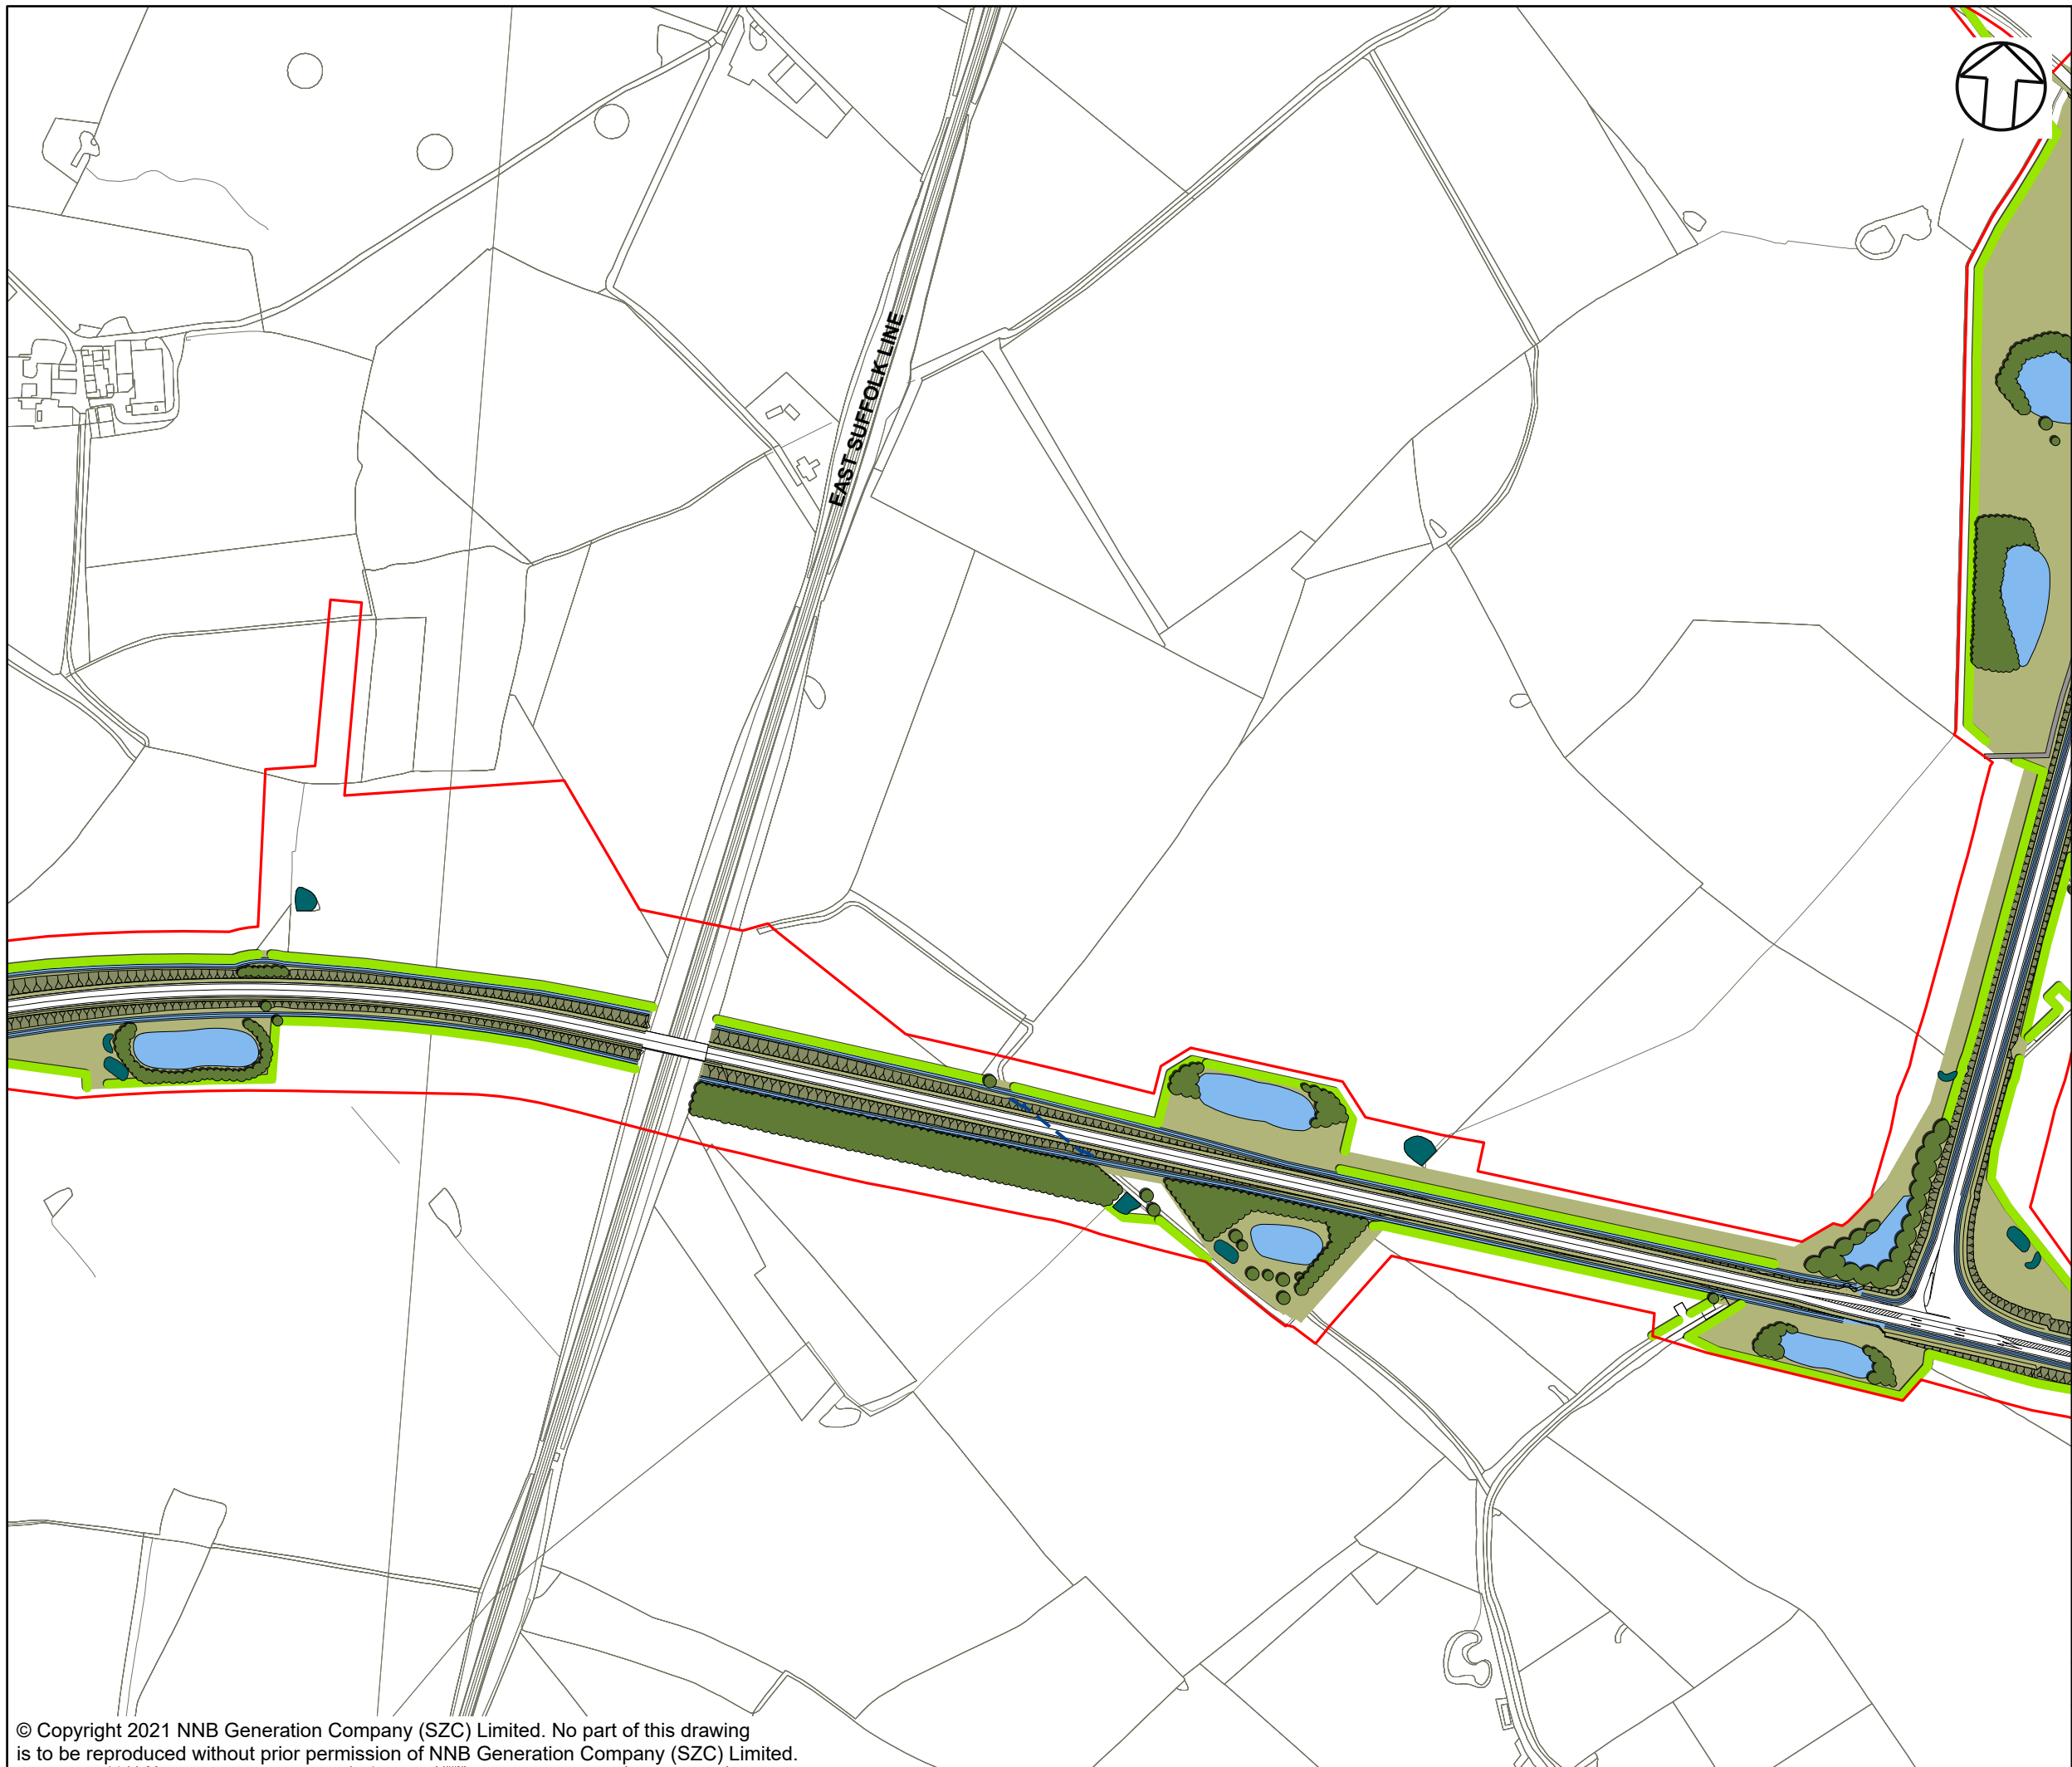 EAST SUFFOLK LINE
© Copyright 2021 NNB Generation Company (SZC) Limited. No part of this drawing
is to be reproduced without prior permission of NNB Generation Company (SZC) Limited.